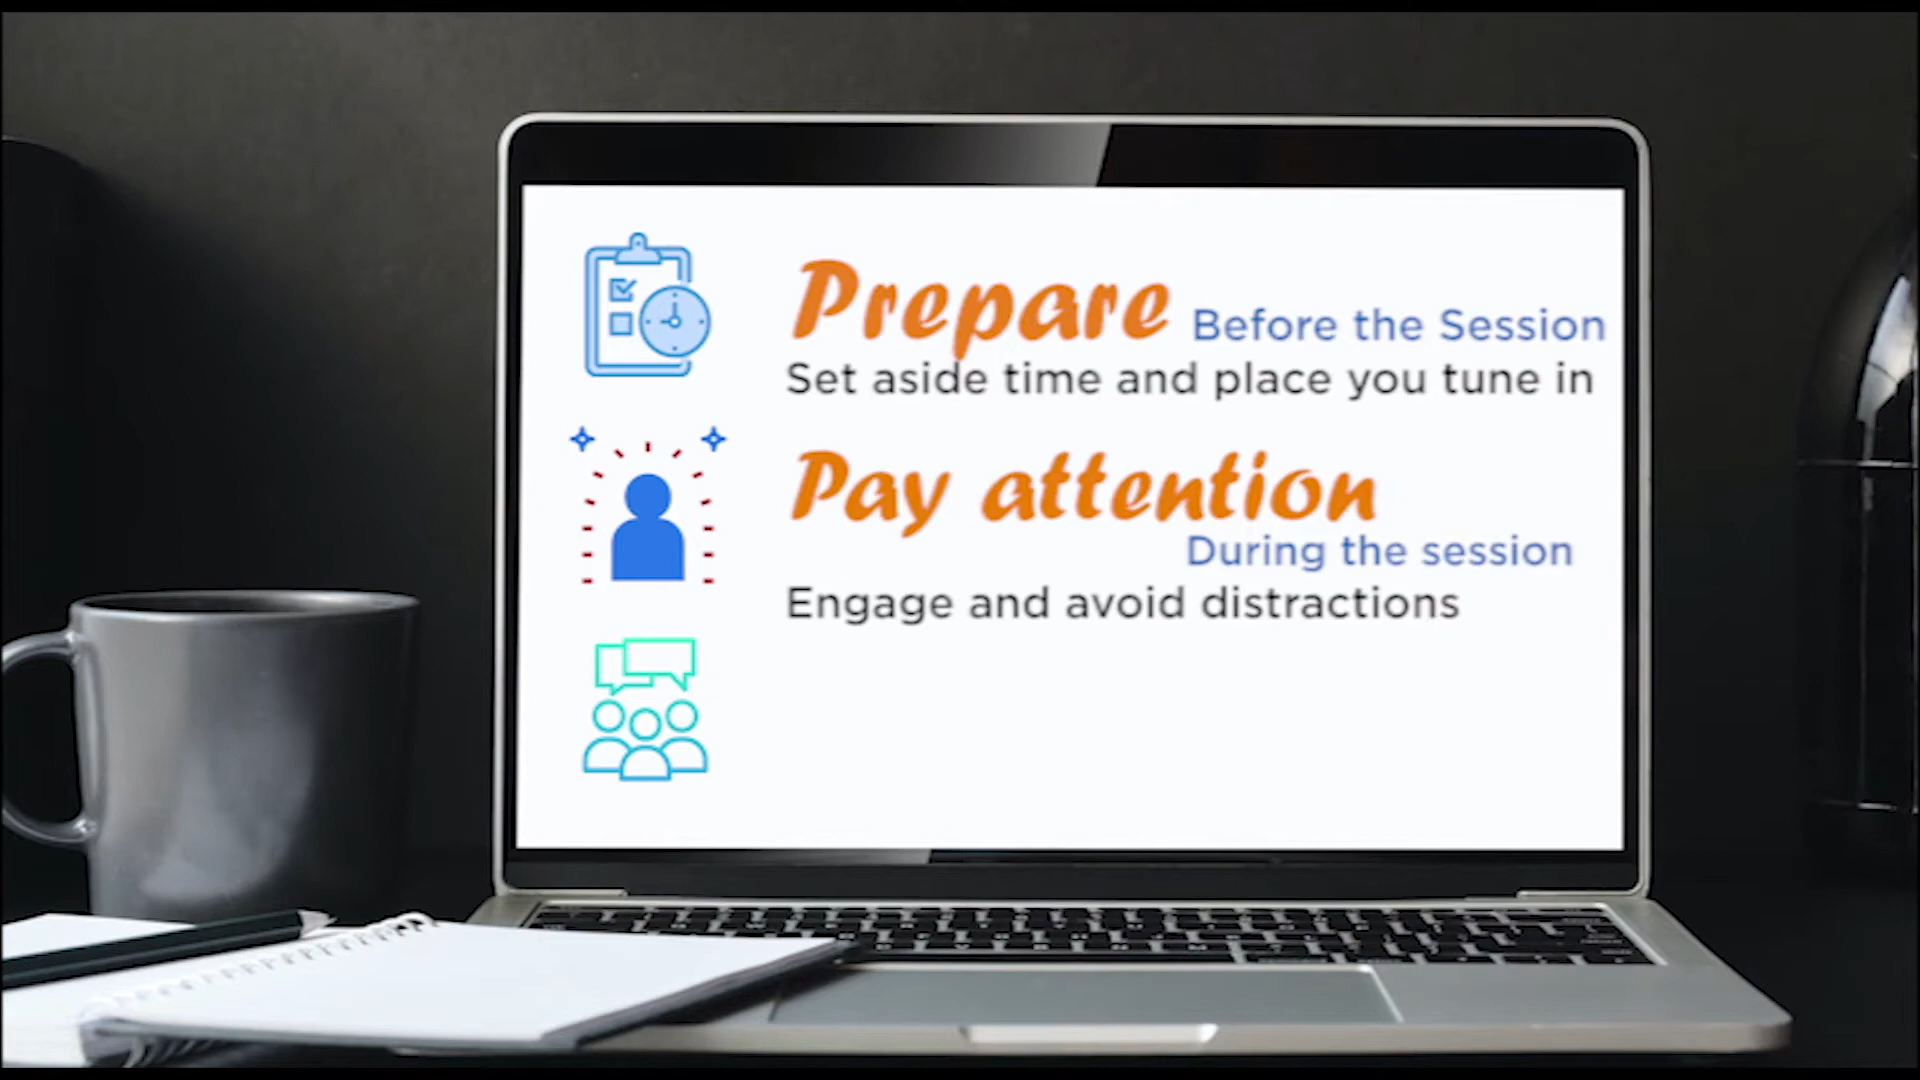 Prepare Before the Session
Set aside time and place you tune in
Pay attention
During the session
Engage and avoid distractions